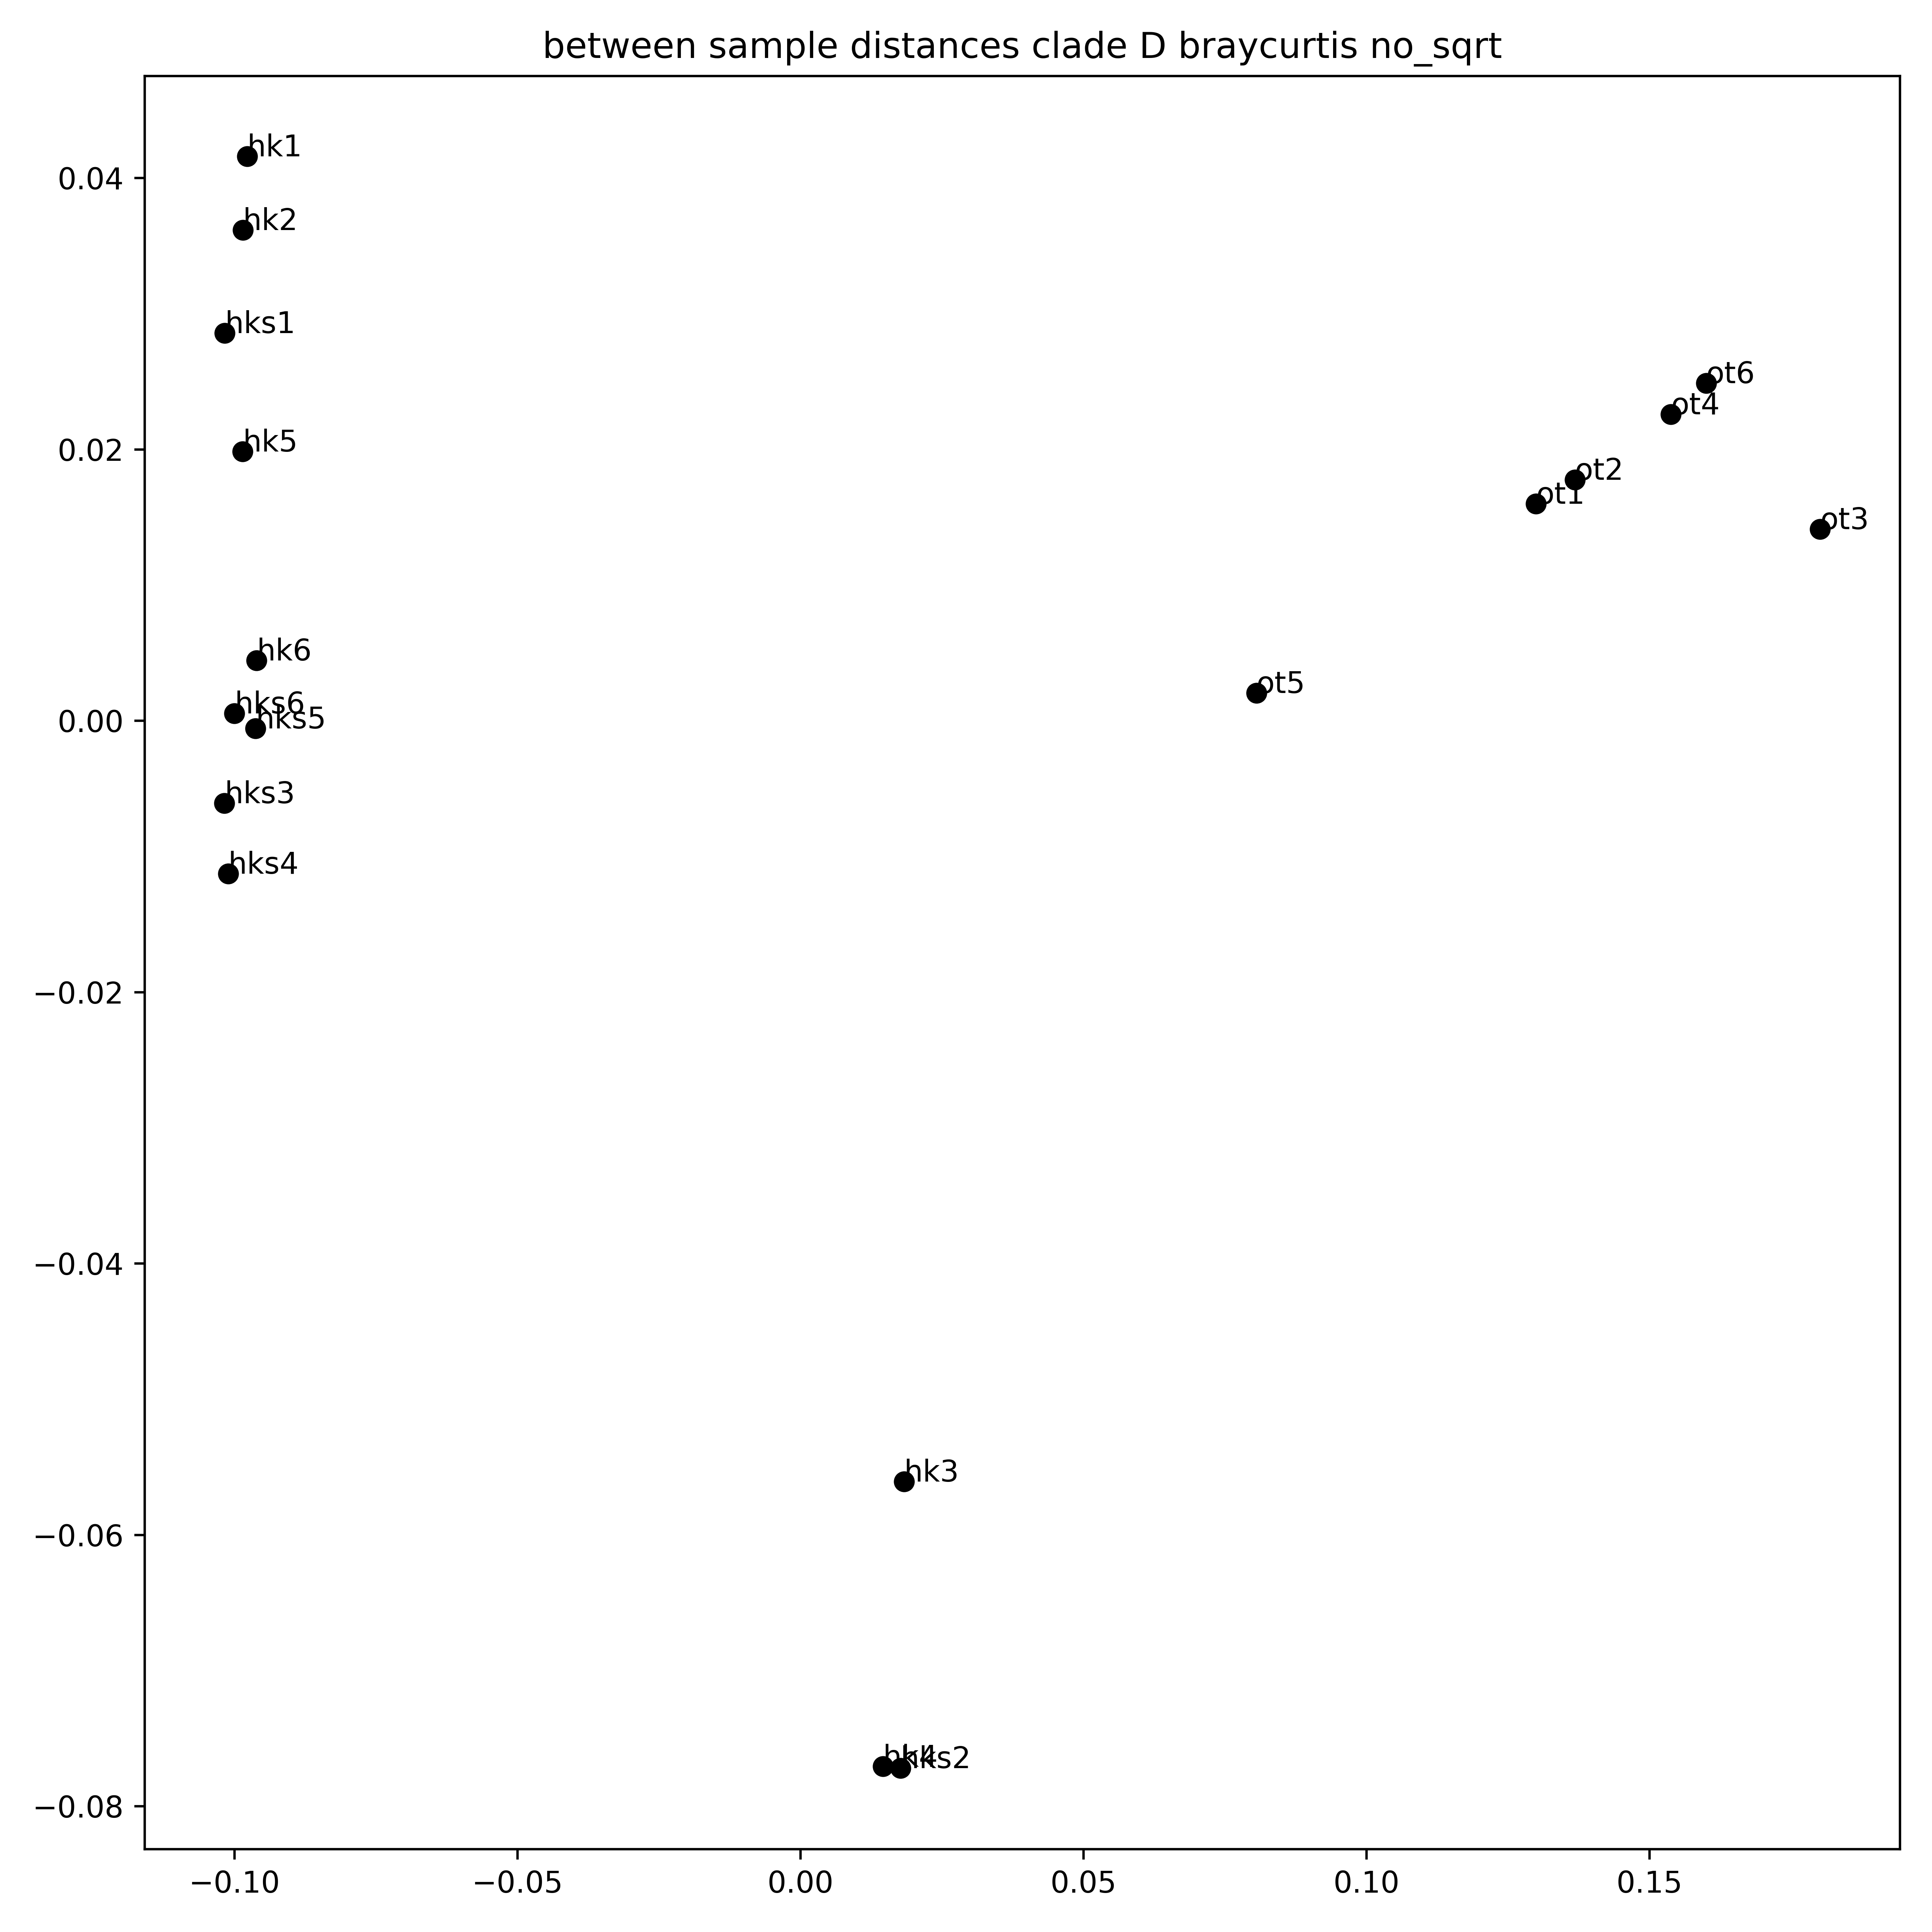 between sample distances clade D braycurtis no_sqrt
hk1
0.04
hk2
hks1
ot6
ot4
hk5
0.02
ot2
ot1
ot3
hk6
ot5
hks6
0.00
hks5
hks3
hks4
−0.02
−0.04
hk3
−0.06
hk4
hks2
−0.08
−0.10
−0.05
0.00
0.05
0.10
0.15